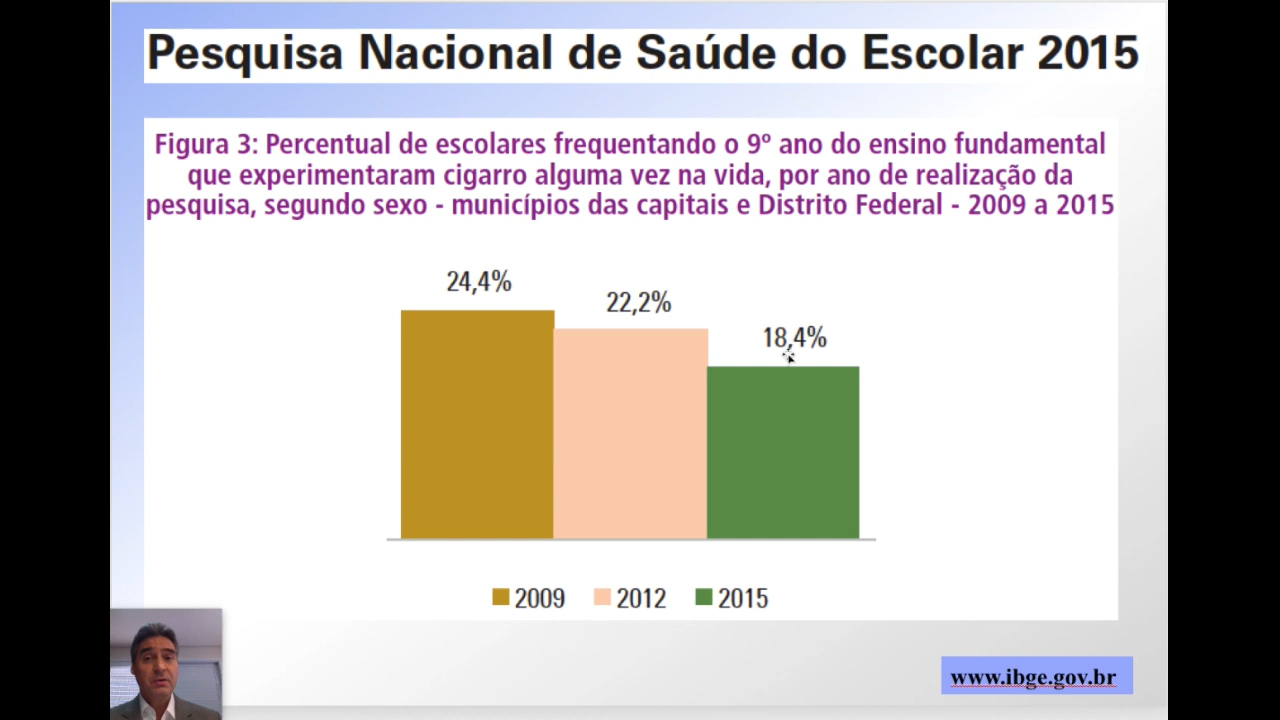 Pesquisa Nacional de Saúde do Escolar 2015
Figura 3: Percentual de escolares frequentando o 9º ano do ensino fundamental
que experimentaram cigarro alguma vez na vida, por ano de realização da
pesquisa, segundo sexo - municípios das capitais e Distrito Federal - 2009 a 2015
24,4%
22,2%
18,4%
2009 2012 2015
www.ibge.gov.br